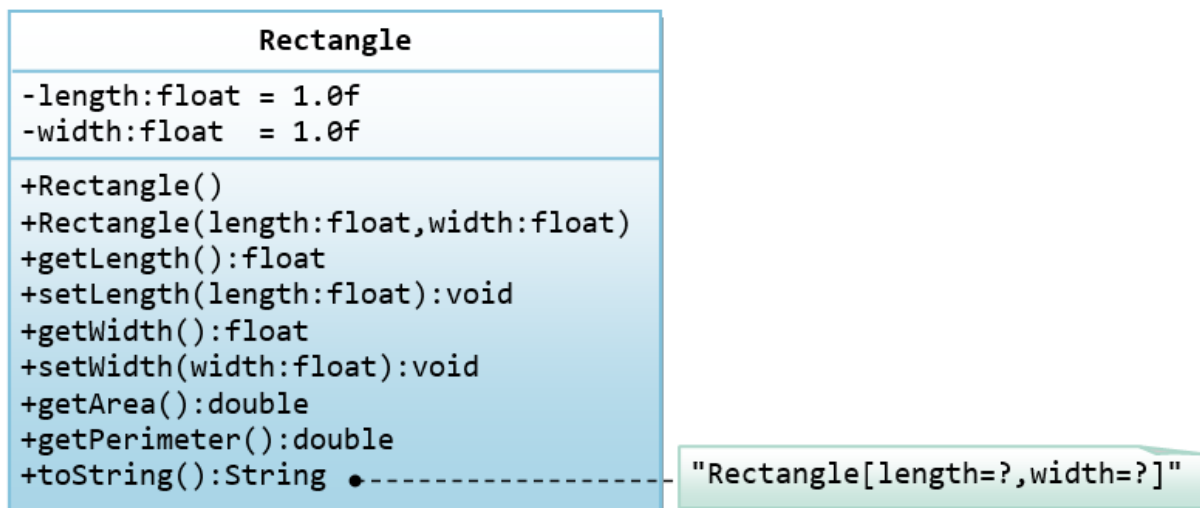 Rectangle
-length:float = 1.0f
-width:float  = 1.0f
+Rectangle()
+Rectangle(length:float,width:float)
+getLength():float
+setLength(length:float):void
+getWidth():float
+setWidth(width:float):void
+getArea():double
+getPerimeter():double
+toString():String
"Rectangle[length=?,width=?]"